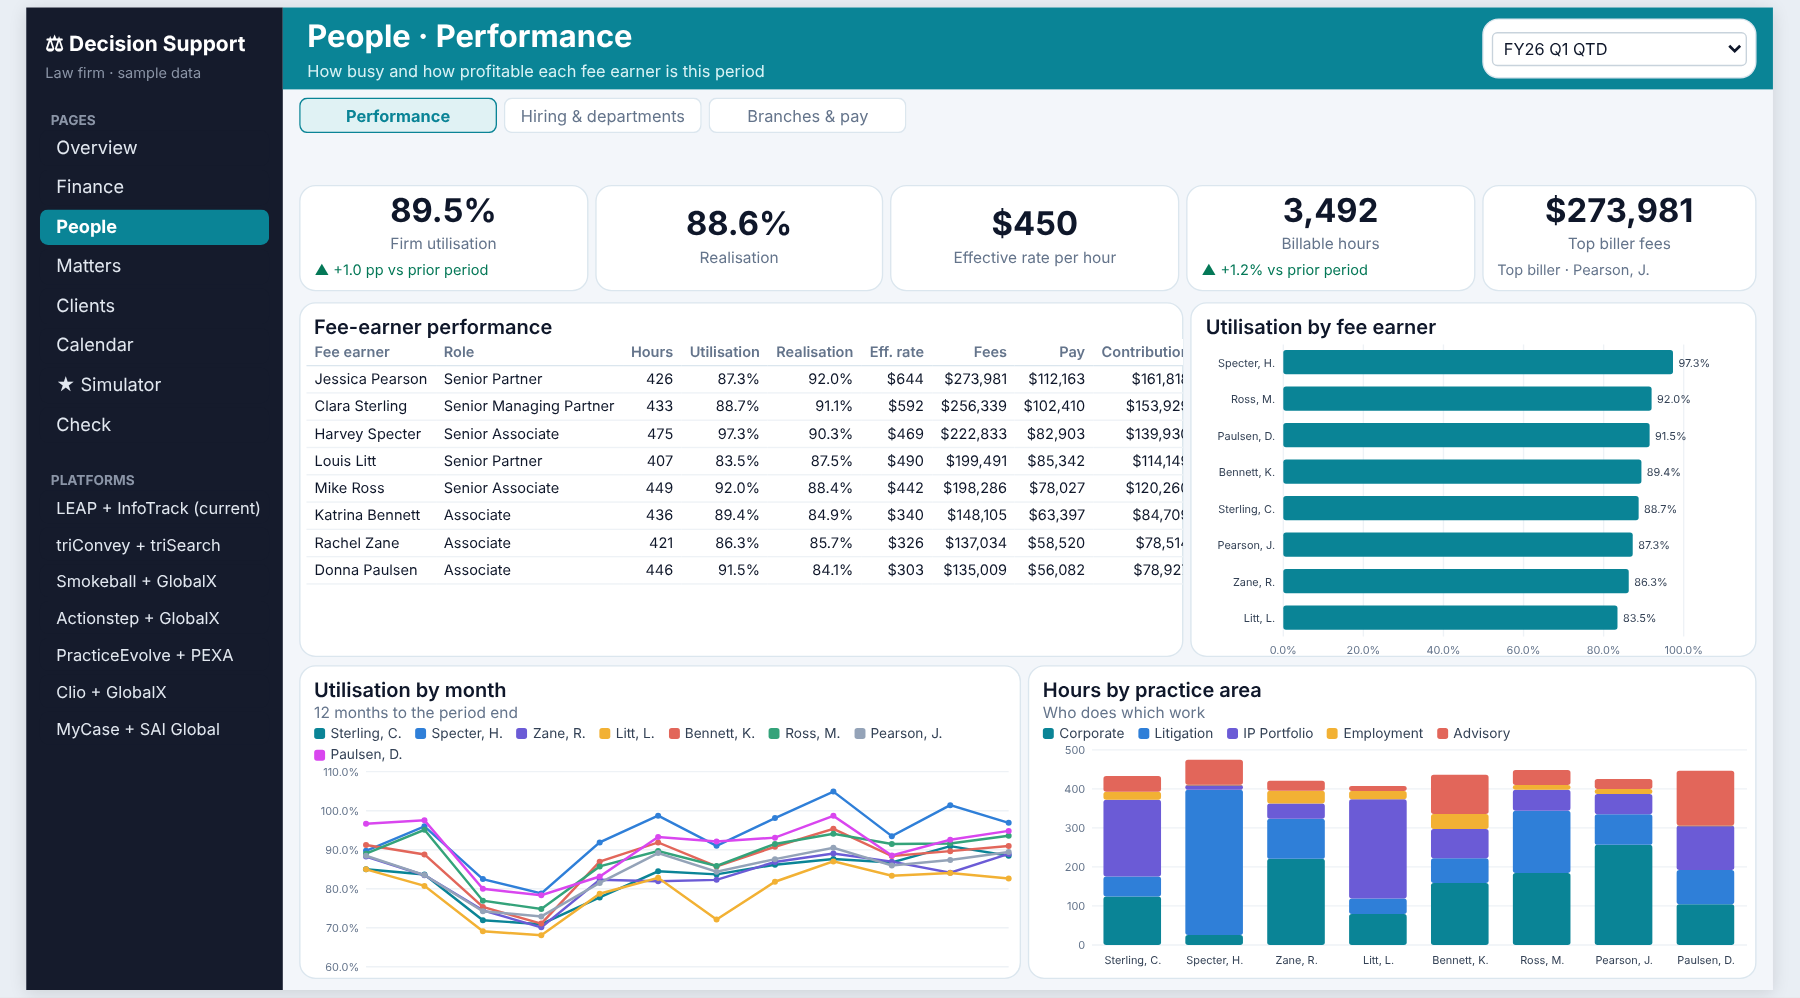 ⚖ Decision Support
Law firm · sample data
PAGES
Overview
Finance
People
Matters
Clients
Calendar
★ Simulator
Check
PLATFORMS
LEAP + InfoTrack (current)
triConvey + triSearch
Smokeball + GlobalX
Actionstep + GlobalX
PracticeEvolve + PEXA
Clio + GlobalX
MyCase + SAI Global
People · Performance
How busy and how profitable each fee earner is this period
FY26 Q1 QTD
Performance Hiring & departments Branches & pay
89.5%
Firm utilisation
▲ +1.0 pp vs prior period
88.6%
Realisation
$450
Effective rate per hour
3,492
Billable hours
▲ +1.2% vs prior period
$273,981
Top biller fees
Top biller · Pearson, J.
Fee-earner performance
Fee earner Role Hours Utilisation Realisation Eff. rate Fees Pay Contribution
Jessica Pearson Senior Partner 426 87.3% 92.0% $644 $273,981 $112,163 $161,818
Clara Sterling Senior Managing Partner 433 88.7% 91.1% $592 $256,339 $102,410 $153,929
Harvey Specter Senior Associate 475 97.3% 90.3% $469 $222,833 $82,903 $139,930
Louis Litt Senior Partner 407 83.5% 87.5% $490 $199,491 $85,342 $114,149
Mike Ross Senior Associate 449 92.0% 88.4% $442 $198,286 $78,027 $120,260
Katrina Bennett Associate 436 89.4% 84.9% $340 $148,105 $63,397 $84,709
Rachel Zane Associate 421 86.3% 85.7% $326 $137,034 $58,520 $78,514
Donna Paulsen Associate 446 91.5% 84.1% $303 $135,009 $56,082 $78,927
Utilisation by fee earner
Specter, H. 97.3%
Ross, M. 92.0%
Paulsen, D. 91.5%
Bennett, K. 89.4%
Sterling, C. 88.7%
Pearson, J. 87.3%
Zane, R. 86.3%
Litt, L. 83.5%
0.0% 20.0% 40.0% 60.0% 80.0% 100.0%
Utilisation by month
12 months to the period end
Sterling, C. Specter, H. Zane, R. Litt, L. Bennett, K. Ross, M. Pearson, J.
Paulsen, D.
110.0%
100.0%
90.0%
80.0%
70.0%
60.0%
Hours by practice area
Who does which work
Corporate Litigation IP Portfolio Employment Advisory
500
400
300
200
100
0
Sterling, C. Specter, H. Zane, R. Litt, L. Bennett, K. Ross, M. Pearson, J. Paulsen, D.